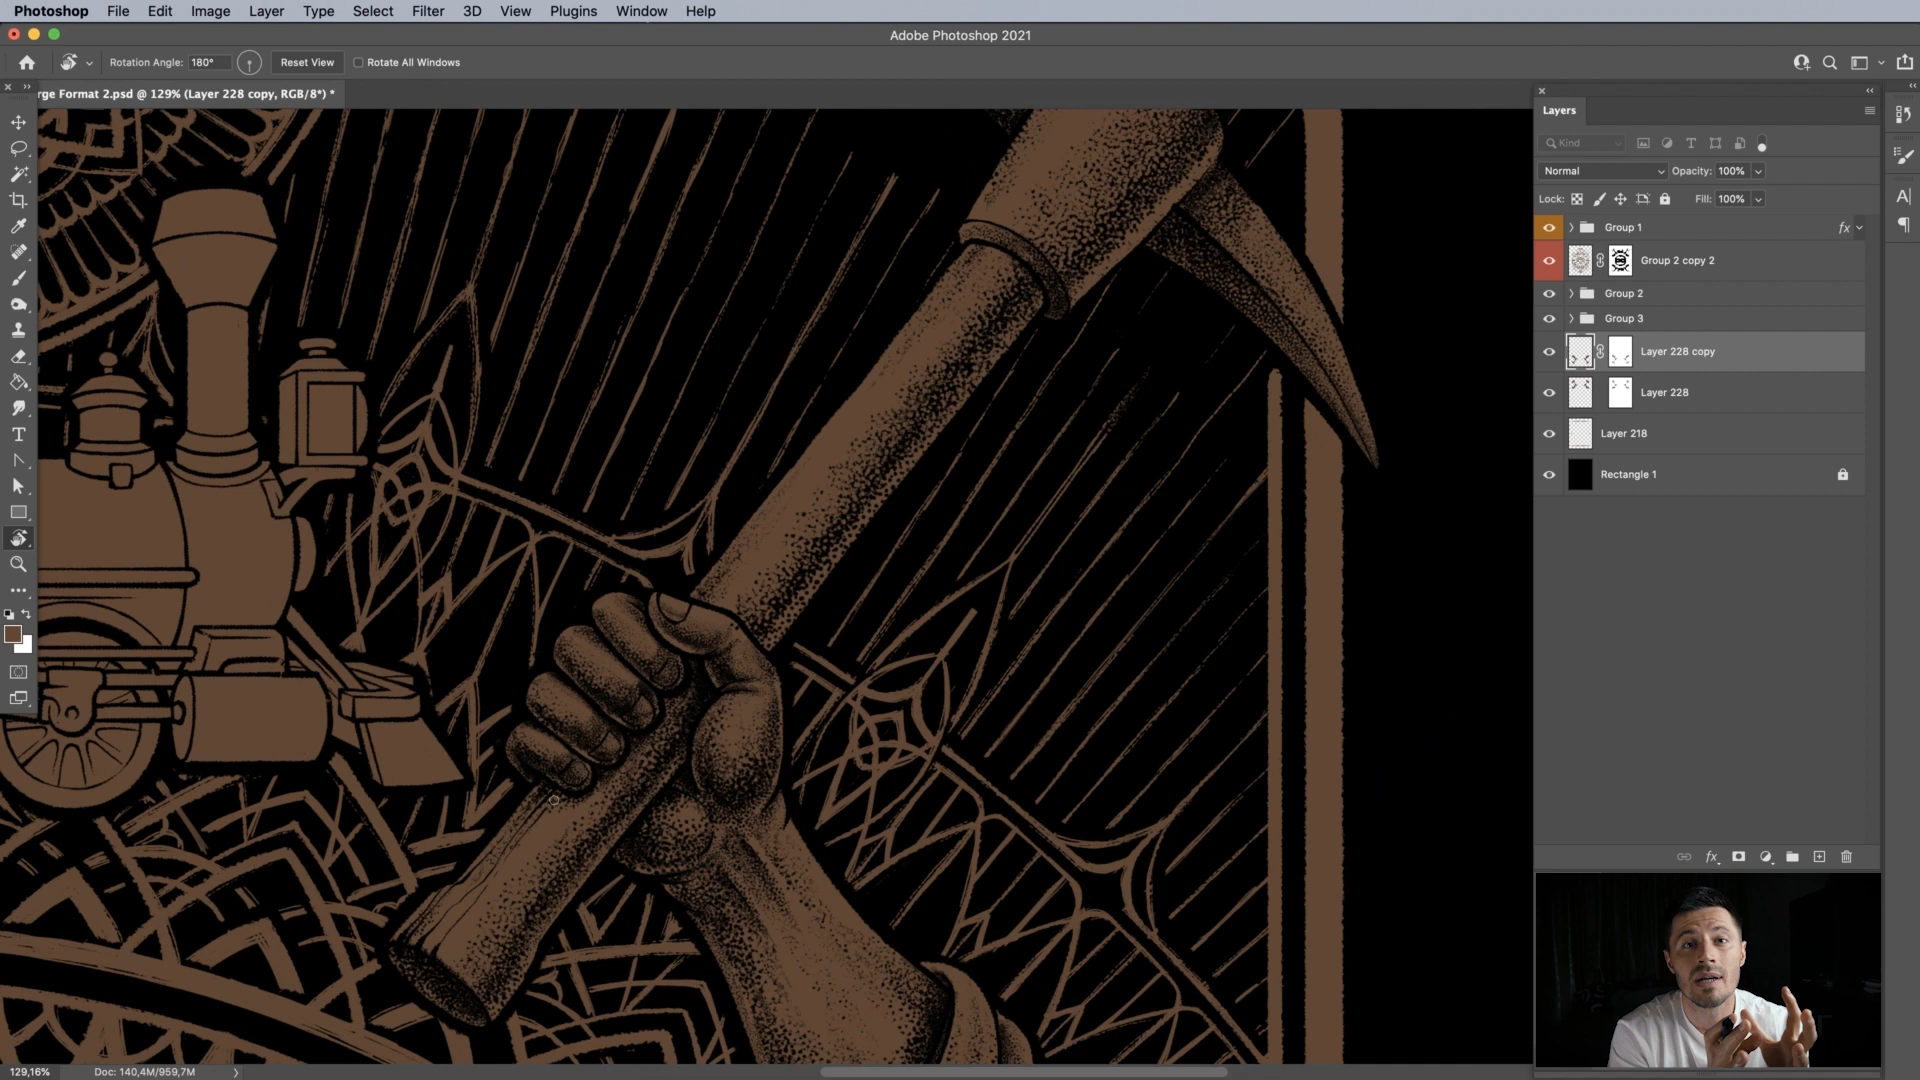 Photoshop File Edit Image Layer Type Select Filter 3D View Plugins Window Help
Adobe Photoshop 2021
Rotation Angle: 180° Reset View Rotate All Windows
rge Format 2.psd @ 129% (Layer 228 copy, RGB/8*) *
Layers
Kind
Normal Opacity: 100%
Lock: Fill: 100%
Group 1 fx
Group 2 copy 2
Group 2
Group 3
Layer 228 copy
Layer 228
Layer 218
Rectangle 1
fx
129,16% Doc: 140,4M/959,7M